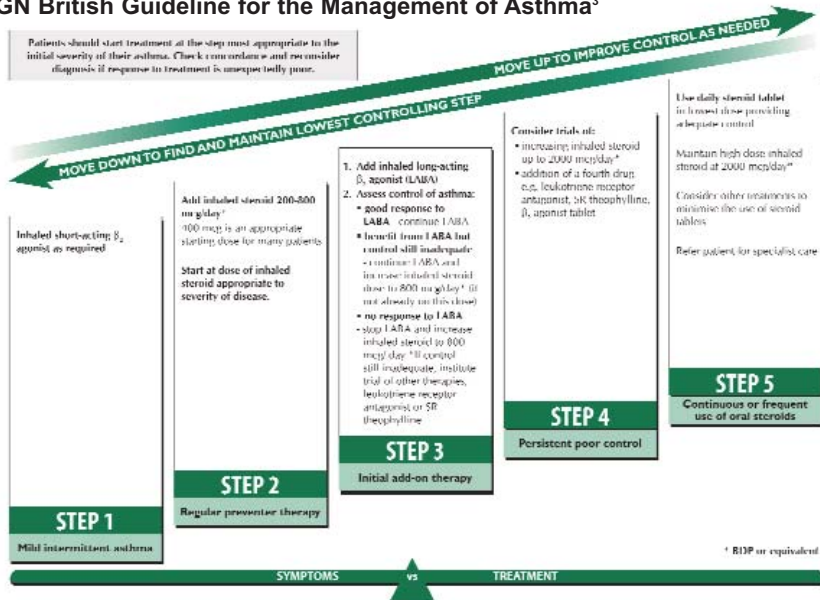 GN British Guideline for the Management of Asthma³
Patients should start treatment at the step most appropriate to the
initial severity of their asthma. Check concordance and reconsider
diagnosis if response to treatment is unexpectedly poor.
MOVE UP TO IMPROVE CONTROL AS NEEDED
MOVE DOWN TO FIND AND MAINTAIN LOWEST CONTROLLING STEP
Inhaled short-acting β₂
agonist as required
STEP 1
Mild intermittent asthma
Add inhaled steroid 200-800
mcg/day*
400 mcg is an appropriate
starting dose for many patients
Start at dose of inhaled
steroid appropriate to
severity of disease.
STEP 2
Regular preventer therapy
1. Add inhaled long-acting
β₂ agonist (LABA)
2. Assess control of asthma:
• good response to
LABA - continue LABA
• benefit from LABA but
control still inadequate
- continue LABA and
increase inhaled steroid
dose to 800 mcg/day* (if
not already on this dose)
• no response to LABA
- stop LABA and increase
inhaled steroid to 800
mcg/ day. *If control
still inadequate, institute
trial of other therapies,
leukotriene receptor
antagonist or SR
theophylline
STEP 3
Initial add-on therapy
Consider trials of:
• increasing inhaled steroid
up to 2000 mcg/day*
• addition of a fourth drug
e.g. leukotriene receptor
antagonist, SR theophylline,
β₂ agonist tablet
STEP 4
Persistent poor control
Use daily steroid tablet
in lowest dose providing
adequate control
Maintain high dose inhaled
steroid at 2000 mcg/day*
Consider other treatments to
minimise the use of steroid
tablets
Refer patient for specialist care
STEP 5
Continuous or frequent
use of oral steroids
* BDP or equivalent
SYMPTOMS vs TREATMENT